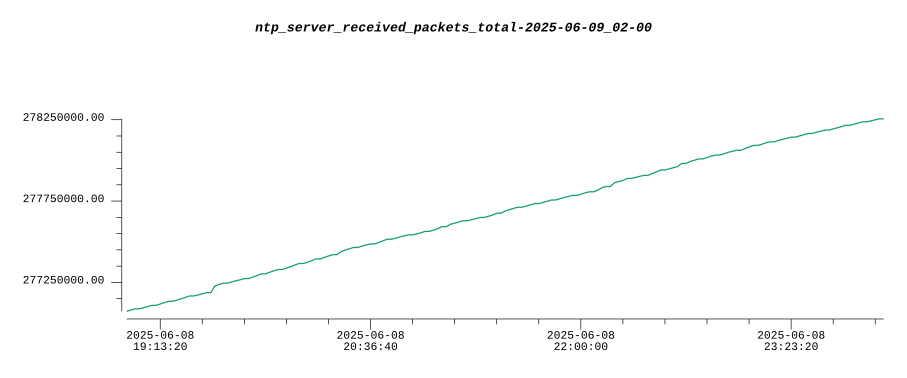 ntp_server_received_packets_total-2025-06-09_02-00
278250000.00
277750000.00
277250000.00
2025-06-08 2025-06-08 2025-06-08 2025-06-08
19:13:20 20:36:40 22:00:00 23:23:20